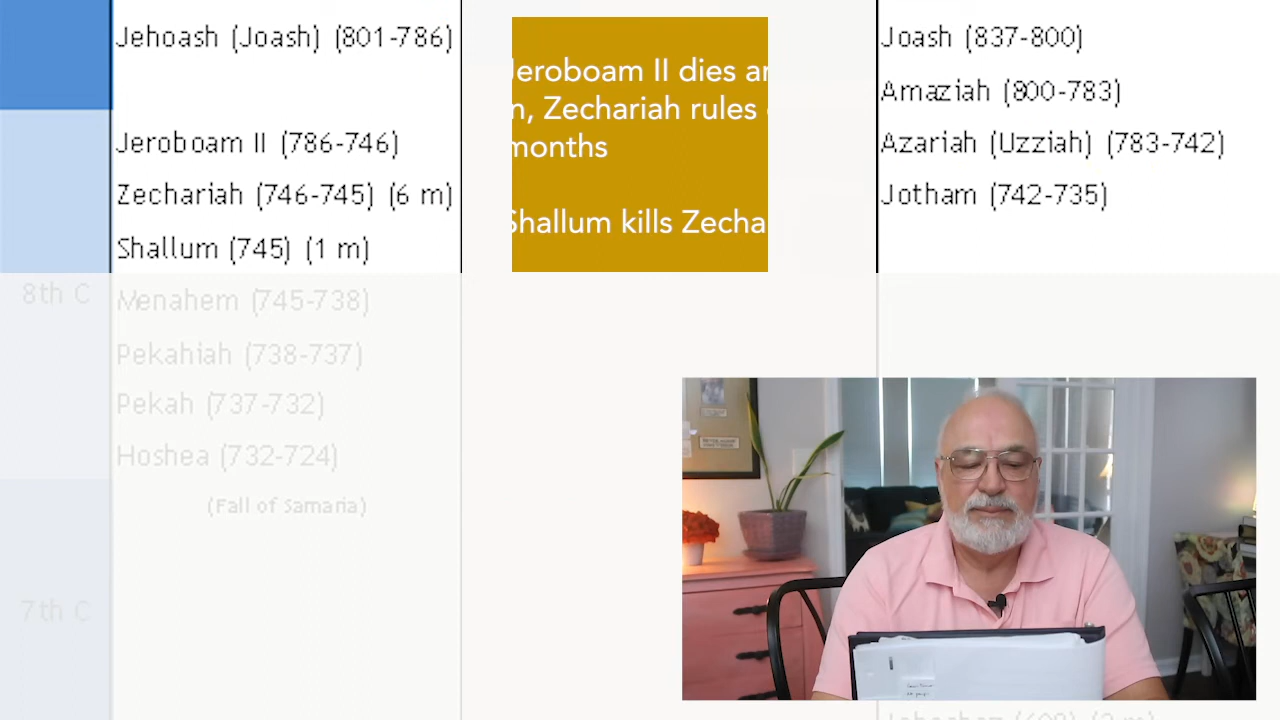 Jehoash (Joash) (801-786)
Jeroboam II (786-746)
Zechariah (746-745) (6 m)
Shallum (745) (1 m)
8th C
Menahem (745-738)
Pekahiah (738-737)
Pekah (737-732)
Hoshea (732-724)
(Fall of Samaria)
7th C
Jeroboam II dies
n, Zechariah rules
months
Shallum kills Zecha
Joash (837-800)
Amaziah (800-783)
Azariah (Uzziah) (783-742)
Jotham (742-735)